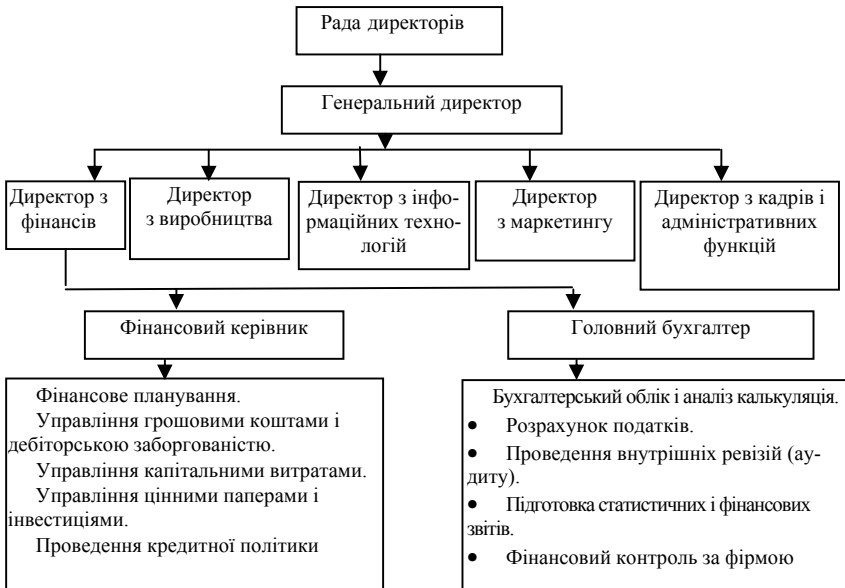 Рада директорів
Генеральний директор
Директор з
фінансів
Директор
з виробництва
Директор з інфо-
рмаційних техно-
логій
Директор
з маркетингу
Директор з кадрів і
адміністративних
функцій
Фінансовий керівник
Головний бухгалтер
Фінансове планування.
Управління грошовими коштами і
дебіторською заборгованістю.
Управління капітальними витратами.
Управління цінними паперами і
інвестиціями.
Проведення кредитної політики
Бухгалтерський облік і аналіз калькуляція.
● Розрахунок податків.
● Проведення внутрішніх ревізій (ау-
диту).
● Підготовка статистичних і фінансових
звітів.
● Фінансовий контроль за фірмою